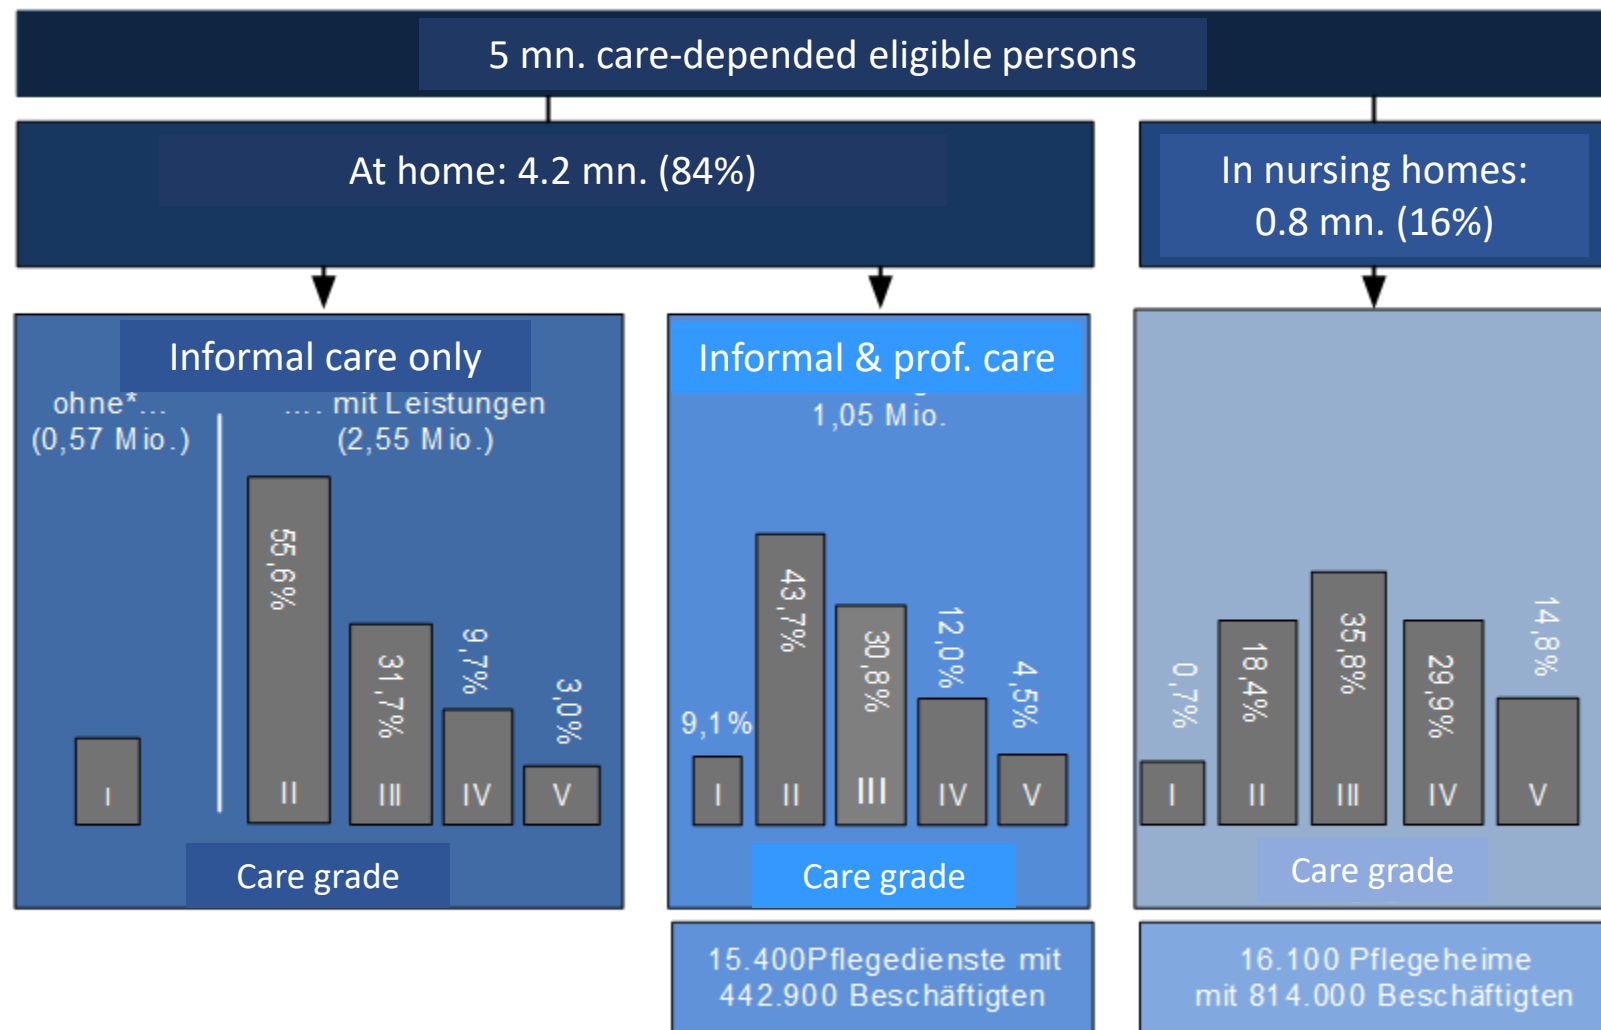 5 mn. care-depended eligible persons
At home: 4.2 mn. (84%)
In nursing homes:
0.8 mn. (16%)
Informal care only
ohne*...
(0,57 Mio.)
.... mit Leistungen
(2,55 Mio.)
55,6%
31,7%
9,7%
3,0%
I
II
III
IV
V
Care grade
Informal & prof. care
1,05 Mio.
9,1%
43,7%
30,8%
12,0%
4,5%
I
II
III
IV
V
Care grade
15.400Pflegedienste mit
442.900 Beschäftigten
0,7%
18,4%
35,8%
29,9%
14,8%
I
II
III
IV
V
Care grade
16.100 Pflegeheime
mit 814.000 Beschäftigten